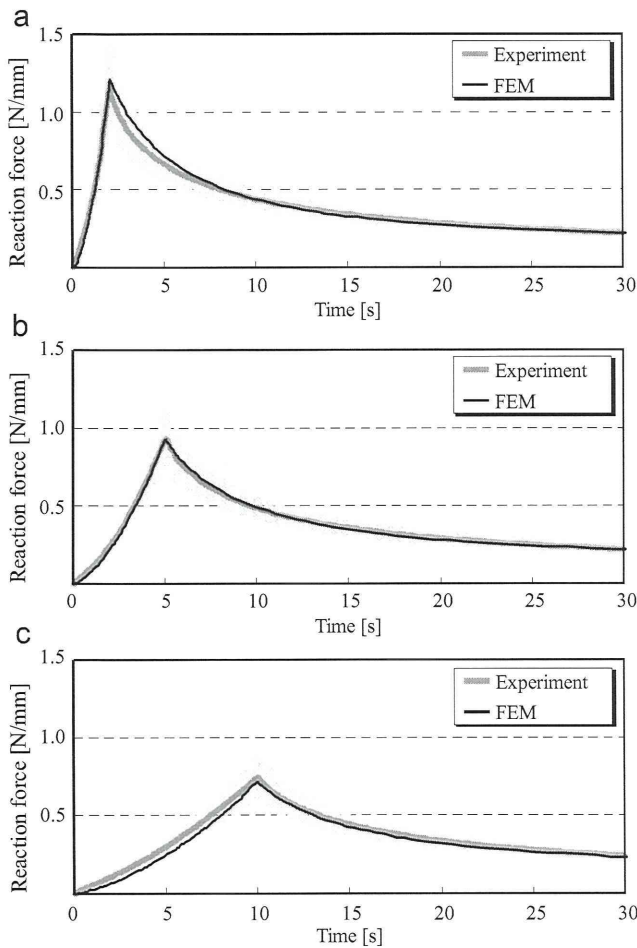 a
1.5
1.0
0.5
Reaction force [N/mm]
Experiment
FEM
0 5 10 15 20 25 30
Time [s]
b
1.5
1.0
0.5
Reaction force [N/mm]
Experiment
FEM
0 5 10 15 20 25 30
Time [s]
c
1.5
1.0
0.5
Reaction force [N/mm]
Experiment
FEM
0 5 10 15 20 25 30
Time [s]